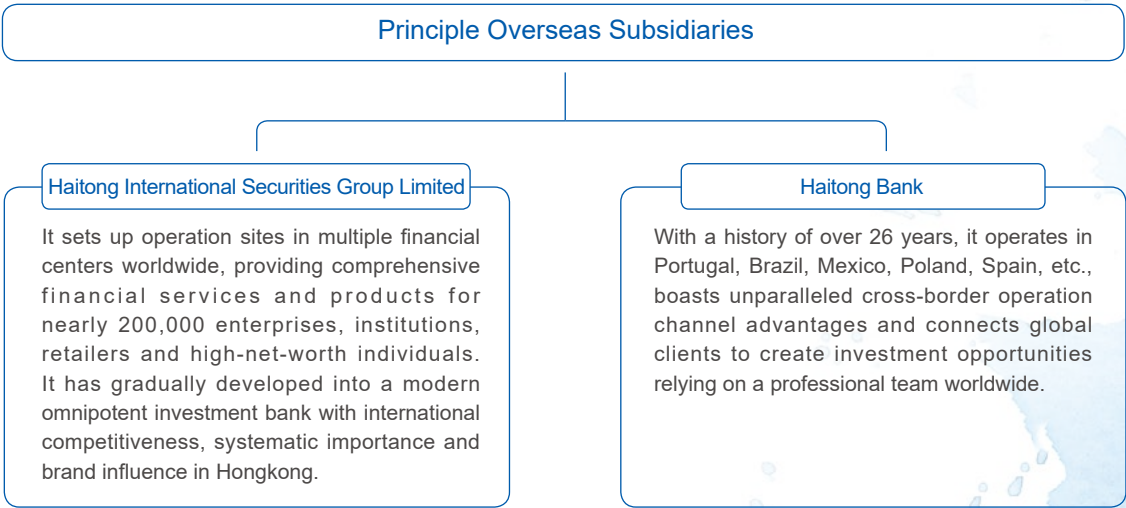 Principle Overseas Subsidiaries
Haitong International Securities Group Limited
It sets up operation sites in multiple financial
centers worldwide, providing comprehensive
financial services and products for
nearly 200,000 enterprises, institutions,
retailers and high-net-worth individuals.
It has gradually developed into a modern
omnipotent investment bank with international
competitiveness, systematic importance and
brand influence in Hongkong.
Haitong Bank
With a history of over 26 years, it operates in
Portugal, Brazil, Mexico, Poland, Spain, etc.,
boasts unparalleled cross-border operation
channel advantages and connects global
clients to create investment opportunities
relying on a professional team worldwide.